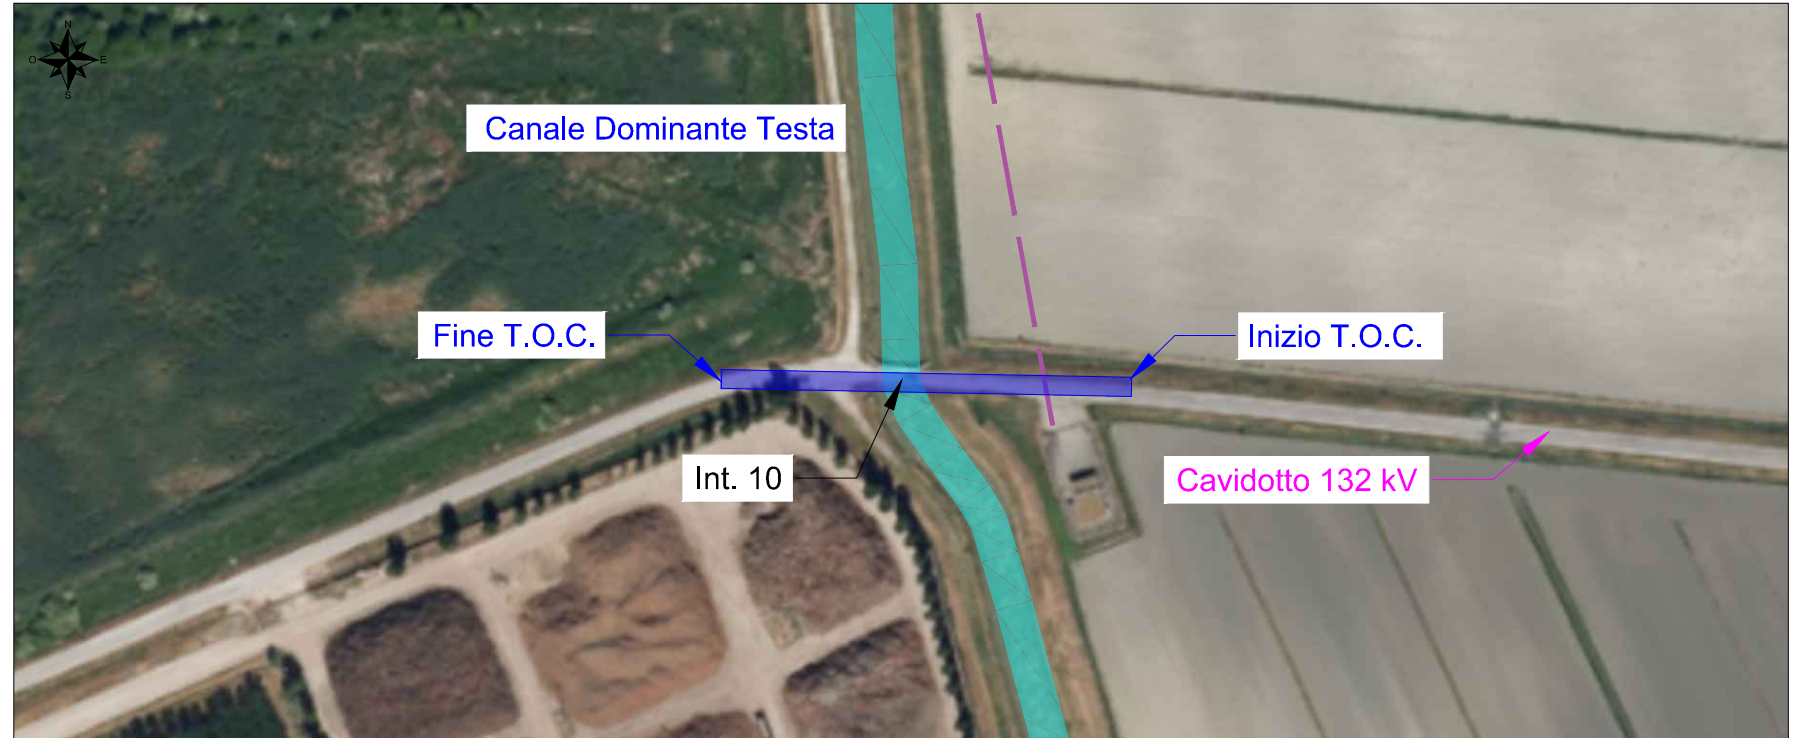 N
O E
S
Canale Dominante Testa
Fine T.O.C.
Inizio T.O.C.
Int. 10
Cavidotto 132 kV